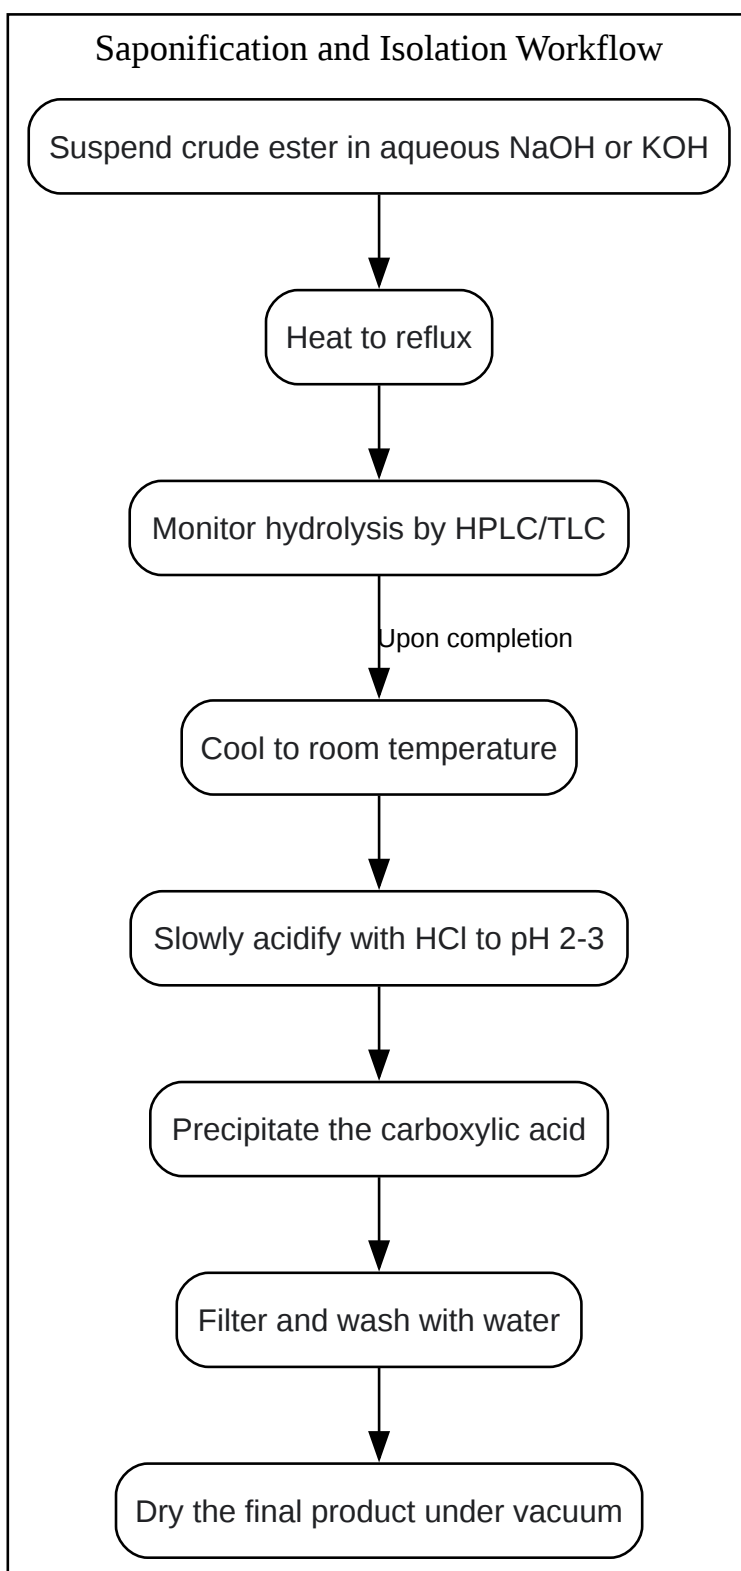 Saponification and Isolation Workflow
Suspend crude ester in aqueous NaOH or KOH
Heat to reflux
Monitor hydrolysis by HPLC/TLC
Upon completion
Cool to room temperature
Slowly acidify with HCl to pH 2-3
Precipitate the carboxylic acid
Filter and wash with water
Dry the final product under vacuum